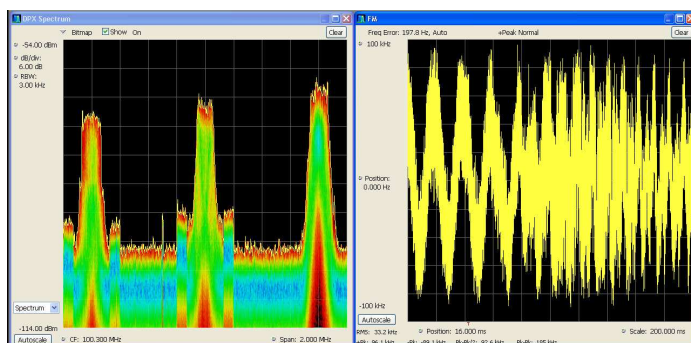 DPX Spectrum
Bitmap Show On Clear
-54.00 dBm
dB/div:
6.00 dB
RBW:
3.00 kHz
Spectrum
-114.00 dBm
Autoscale CF: 100.300 MHz Span: 2.000 MHz
FM
Freq Error: 197.8 Hz, Auto +Peak Normal Clear
100 kHz
Position:
0.000 Hz
-100 kHz
Autoscale
RMS: 33.2 kHz Position: 16.000 ms Scale: 200.000 ms